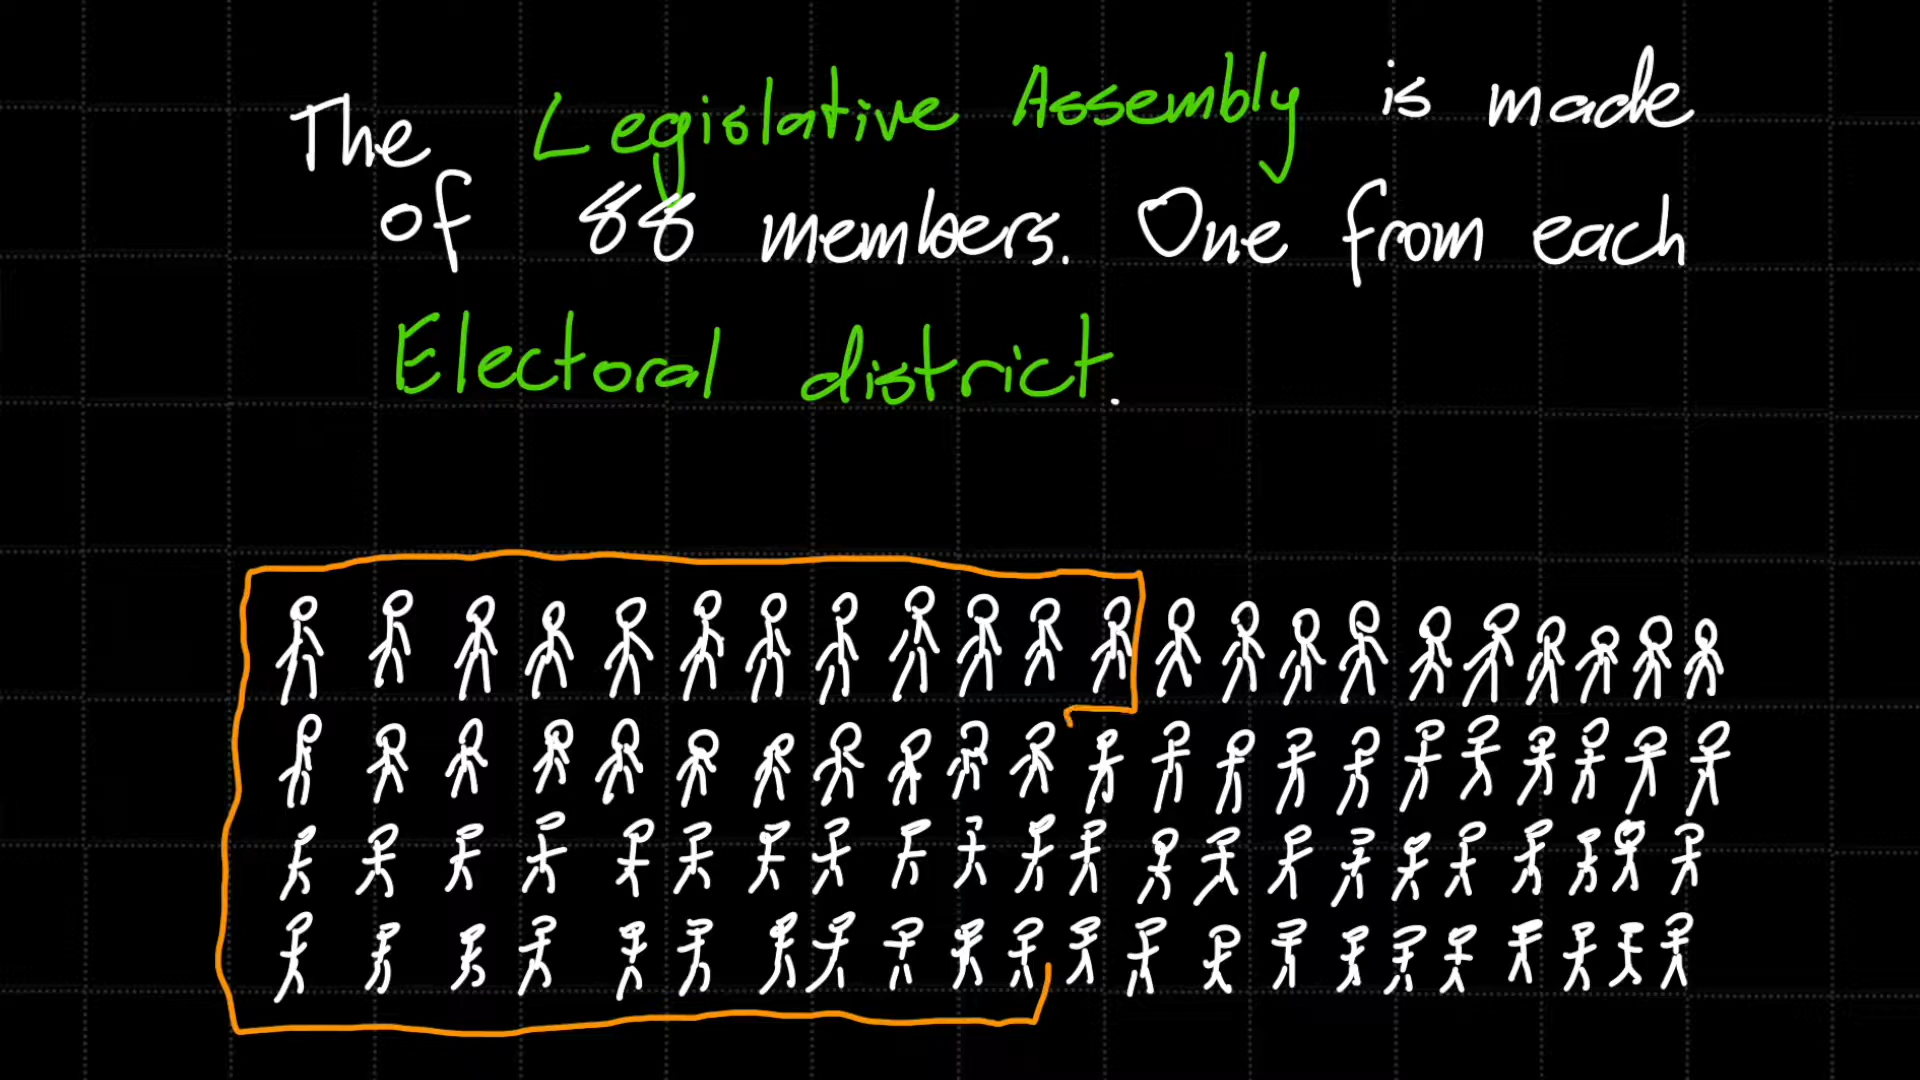 The Legislative Assembly is made
of 88 members. One from each
Electoral district.